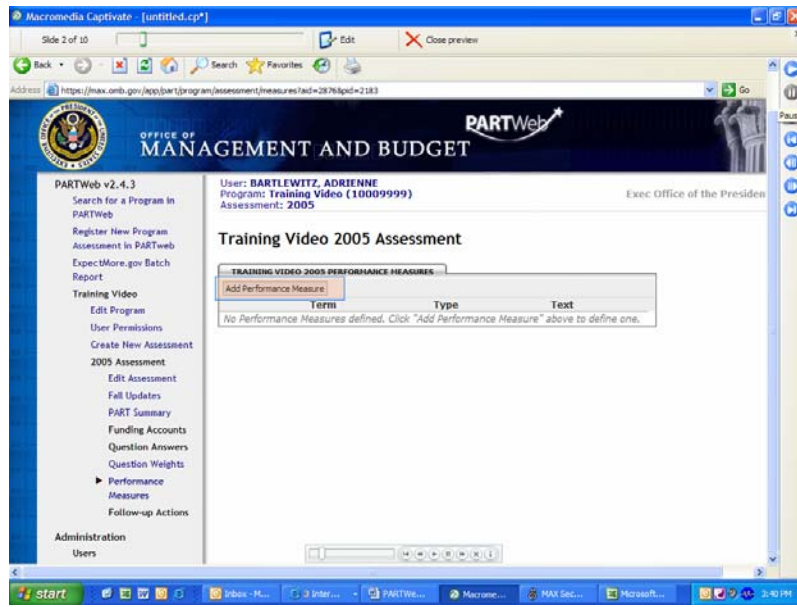 Macromedia Captivate - [untitled.cp*]
Slide 2 of 10 Edit Close preview
Back Search Favorites
Address https://max.omb.gov/app/part/program/assessment/measures?aid=2876&pid=2183 Go
Paus
OFFICE OF
MANAGEMENT AND BUDGET
PARTWeb
PARTWeb v2.4.3
Search for a Program in
PARTWeb
Register New Program
Assessment in PARTweb
ExpectMore.gov Batch
Report
Training Video
Edit Program
User Permissions
Create New Assessment
2005 Assessment
Edit Assessment
Fall Updates
PART Summary
Funding Accounts
Question Answers
Question Weights
Performance
Measures
Follow-up Actions
Administration
Users
User: BARTLEWITZ, ADRIENNE
Program: Training Video (10009999)
Assessment: 2005
Exec Office of the Presiden
Training Video 2005 Assessment
TRAINING VIDEO 2005 PERFORMANCE MEASURES
Add Performance Measure
Term Type Text
No Performance Measures defined. Click "Add Performance Measure" above to define one.
start Inbox - M... 3 Inter... PARTWe... Macrome... MAX Sec... Microsoft... 3:40 PM